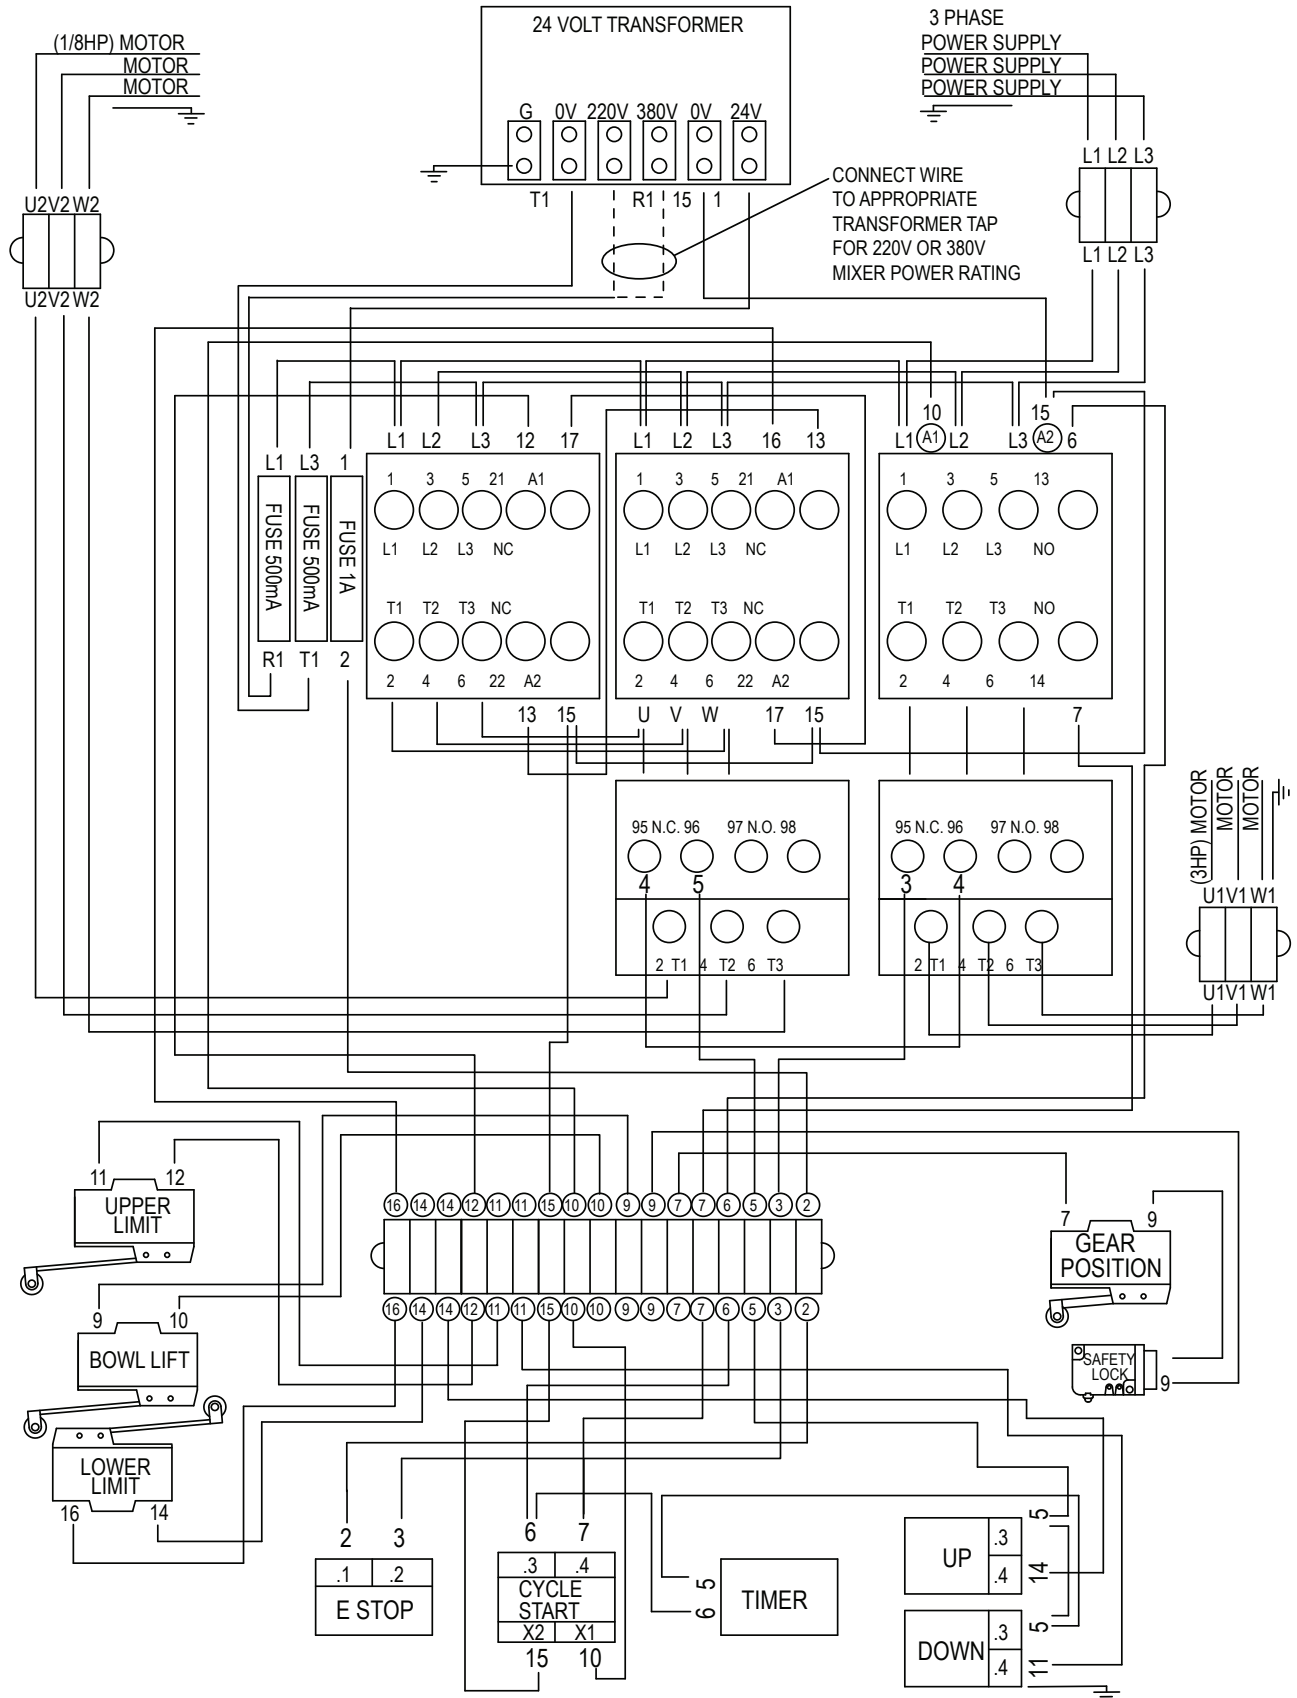 24 VOLT TRANSFORMER
3 PHASE
(1/8HP) MOTOR
MOTOR
MOTOR
POWER SUPPLY
POWER SUPPLY
POWER SUPPLY
G 0V 220V 380V 0V 24V
T1 R1 15 1
L1 L2 L3
L1 L2 L3
CONNECT WIRE
TO APPROPRIATE
TRANSFORMER TAP
FOR 220V OR 380V
MIXER POWER RATING
U2 V2 W2
U2 V2 W2
L1 L3 1
FUSE 500mA
FUSE 500mA
FUSE 1A
R1 T1 2
L1 L2 L3 12 17
1 3 5 21 A1
L1 L2 L3 NC
T1 T2 T3 NC
2 4 6 22 A2
13 15
L1 L2 L3 16 13
1 3 5 21 A1
L1 L2 L3 NC
T1 T2 T3 NC
2 4 6 22 A2
U V W 17 15
10 15
L1 A1 L2 L3 A2 6
1 3 5 13
L1 L2 L3 NO
T1 T2 T3 NO
2 4 6 14
7
95 N.C. 96 97 N.O. 98
4 5
2 T1 4 T2 6 T3
95 N.C. 96 97 N.O. 98
3 4
2 T1 4 T2 6 T3
(3HP) MOTOR
MOTOR
MOTOR
U1 V1 W1
U1 V1 W1
11 12
UPPER
LIMIT
9 10
BOWL LIFT
LOWER
LIMIT
16 14
16 14 14 12 11 11 15 10 10 9 9 7 7 6 5 3 2
16 14 14 12 11 11 15 10 10 9 9 7 7 6 5 3 2
7 9
GEAR
POSITION
SAFETY
LOCK
9
2 3
.1 .2
E STOP
6 7
.3 .4
CYCLE
START
X2 X1
15 10
5
6
TIMER
UP
.3
.4
5
14
DOWN
.3
.4
5
11